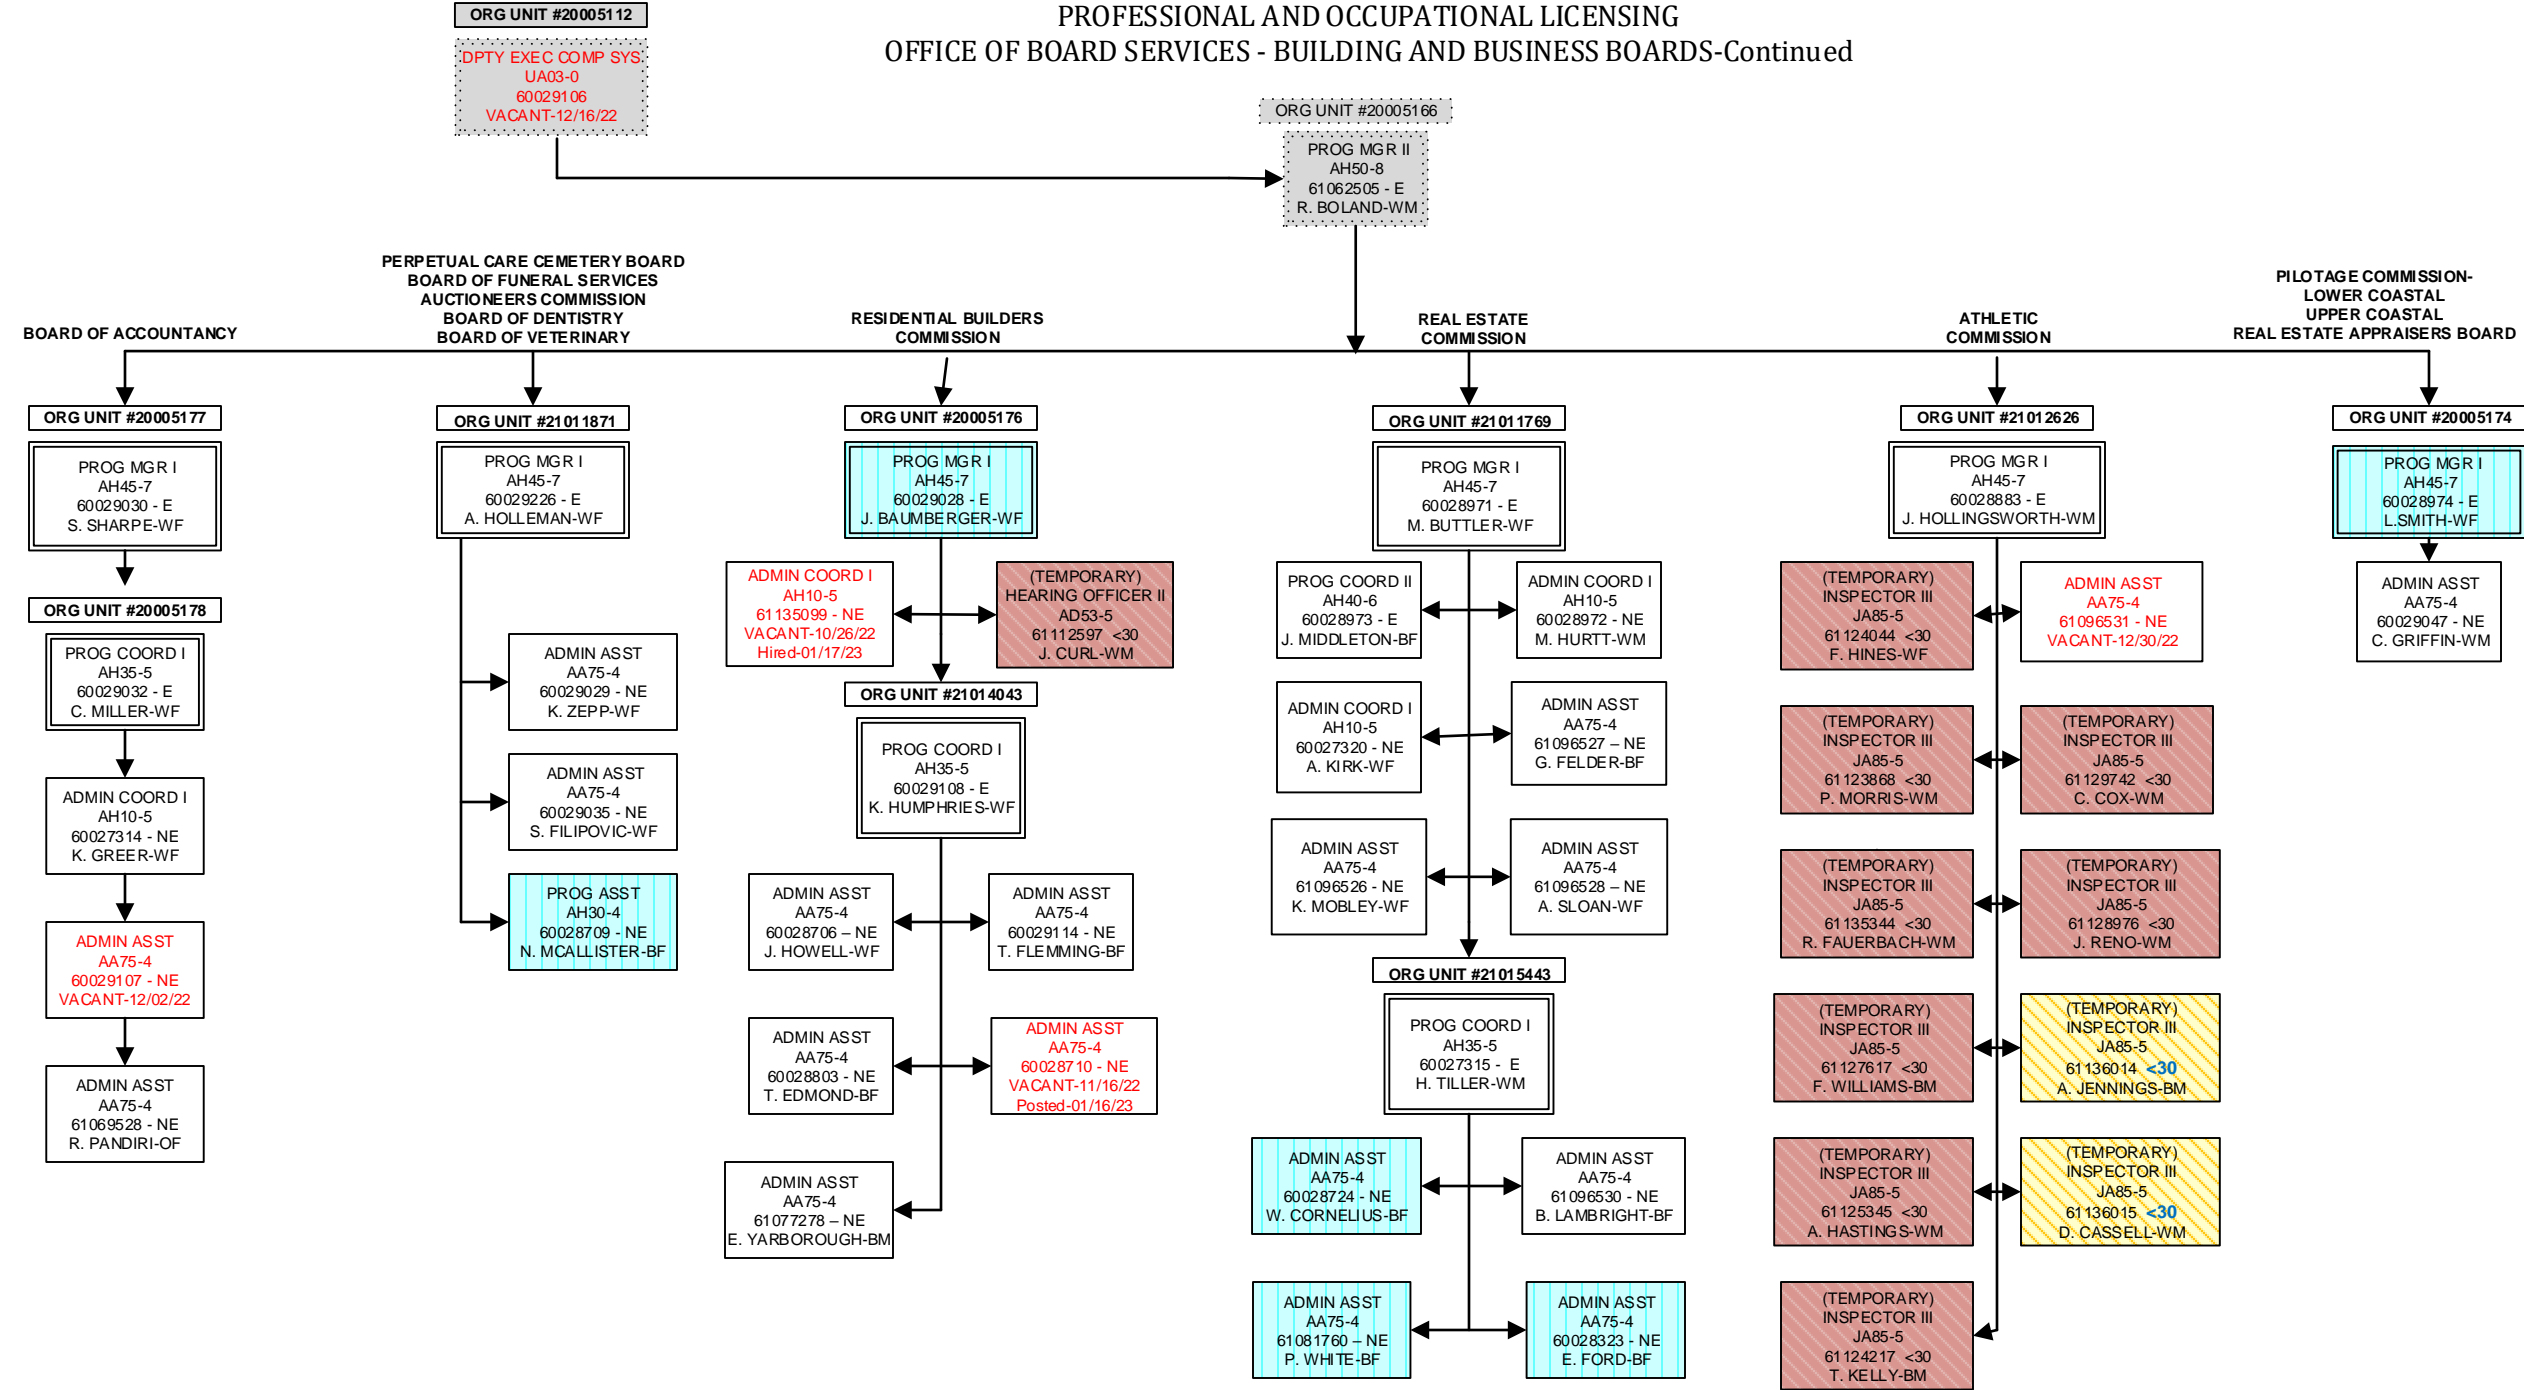 ORG UNIT #20005112
PROFESSIONAL AND OCCUPATIONAL LICENSING
OFFICE OF BOARD SERVICES - BUILDING AND BUSINESS BOARDS-Continued
DPTY EXEC COMP SYS
UA03-0
60029106
VACANT-12/16/22
ORG UNIT #20005166
PROG MGR II
AH50-8
61062505 - E
R. BOLAND-WM
BOARD OF ACCOUNTANCY
ORG UNIT #20005177
PROG MGR I
AH45-7
60029030 - E
S. SHARPE-WF
ORG UNIT #20005178
PROG COORD I
AH35-5
60029032 - E
C. MILLER-WF
ADMIN COORD I
AH10-5
60027314 - NE
K. GREER-WF
ADMIN ASST
AA75-4
60029107 - NE
VACANT-12/02/22
ADMIN ASST
AA75-4
61069528 - NE
R. PANDIRI-OF
PERPETUAL CARE CEMETERY BOARD
BOARD OF FUNERAL SERVICES
AUCTIONEERS COMMISSION
BOARD OF DENTISTRY
BOARD OF VETERINARY
ORG UNIT #21011871
PROG MGR I
AH45-7
60029226 - E
A. HOLLEMAN-WF
ADMIN ASST
AA75-4
60029029 - NE
K. ZEPP-WF
ADMIN ASST
AA75-4
60029035 - NE
S. FILIPOVIC-WF
PROG ASST
AH30-4
60028709 - NE
N. MCALLISTER-BF
RESIDENTIAL BUILDERS
COMMISSION
ORG UNIT #20005176
PROG MGR I
AH45-7
60029028 - E
J. BAUMBERGER-WF
ADMIN COORD I
AH10-5
61135099 - NE
VACANT-10/26/22
Hired-01/17/23
(TEMPORARY)
HEARING OFFICER II
AD53-5
61112597 <30
J. CURL-WM
ORG UNIT #21014043
PROG COORD I
AH35-5
60029108 - E
K. HUMPHRIES-WF
ADMIN ASST
AA75-4
60028706 – NE
J. HOWELL-WF
ADMIN ASST
AA75-4
60029114 - NE
T. FLEMMING-BF
ADMIN ASST
AA75-4
60028803 - NE
T. EDMOND-BF
ADMIN ASST
AA75-4
60028710 - NE
VACANT-11/16/22
Posted-01/16/23
ADMIN ASST
AA75-4
61077278 – NE
E. YARBOROUGH-BM
REAL ESTATE
COMMISSION
ORG UNIT #21011769
PROG MGR I
AH45-7
60028971 - E
M. BUTTLER-WF
PROG COORD II
AH40-6
60028973 - E
J. MIDDLETON-BF
ADMIN COORD I
AH10-5
60028972 - NE
M. HURTT-WM
ADMIN COORD I
AH10-5
60027320 - NE
A. KIRK-WF
ADMIN ASST
AA75-4
61096527 – NE
G. FELDER-BF
ADMIN ASST
AA75-4
61096526 - NE
K. MOBLEY-WF
ADMIN ASST
AA75-4
61096528 – NE
A. SLOAN-WF
ORG UNIT #21015443
PROG COORD I
AH35-5
60027315 - E
H. TILLER-WM
ADMIN ASST
AA75-4
60028724 - NE
W. CORNELIUS-BF
ADMIN ASST
AA75-4
61096530 - NE
B. LAMBRIGHT-BF
ADMIN ASST
AA75-4
61081760 – NE
P. WHITE-BF
ADMIN ASST
AA75-4
60028323 - NE
E. FORD-BF
ATHLETIC
COMMISSION
ORG UNIT #21012626
PROG MGR I
AH45-7
60028883 - E
J. HOLLINGSWORTH-WM
(TEMPORARY)
INSPECTOR III
JA85-5
61124044 <30
F. HINES-WF
ADMIN ASST
AA75-4
61096531 - NE
VACANT-12/30/22
(TEMPORARY)
INSPECTOR III
JA85-5
61123868 <30
P. MORRIS-WM
(TEMPORARY)
INSPECTOR III
JA85-5
61129742 <30
C. COX-WM
(TEMPORARY)
INSPECTOR III
JA85-5
61135344 <30
R. FAUERBACH-WM
(TEMPORARY)
INSPECTOR III
JA85-5
61128976 <30
J. RENO-WM
(TEMPORARY)
INSPECTOR III
JA85-5
61127617 <30
F. WILLIAMS-BM
(TEMPORARY)
INSPECTOR III
JA85-5
61136014 <30
A. JENNINGS-BM
(TEMPORARY)
INSPECTOR III
JA85-5
61125345 <30
A. HASTINGS-WM
(TEMPORARY)
INSPECTOR III
JA85-5
61136015 <30
D. CASSELL-WM
(TEMPORARY)
INSPECTOR III
JA85-5
61124217 <30
T. KELLY-BM
PILOTAGE COMMISSION-
LOWER COASTAL
UPPER COASTAL
REAL ESTATE APPRAISERS BOARD
ORG UNIT #20005174
PROG MGR I
AH45-7
60028974 - E
L.SMITH-WF
ADMIN ASST
AA75-4
60029047 - NE
C. GRIFFIN-WM